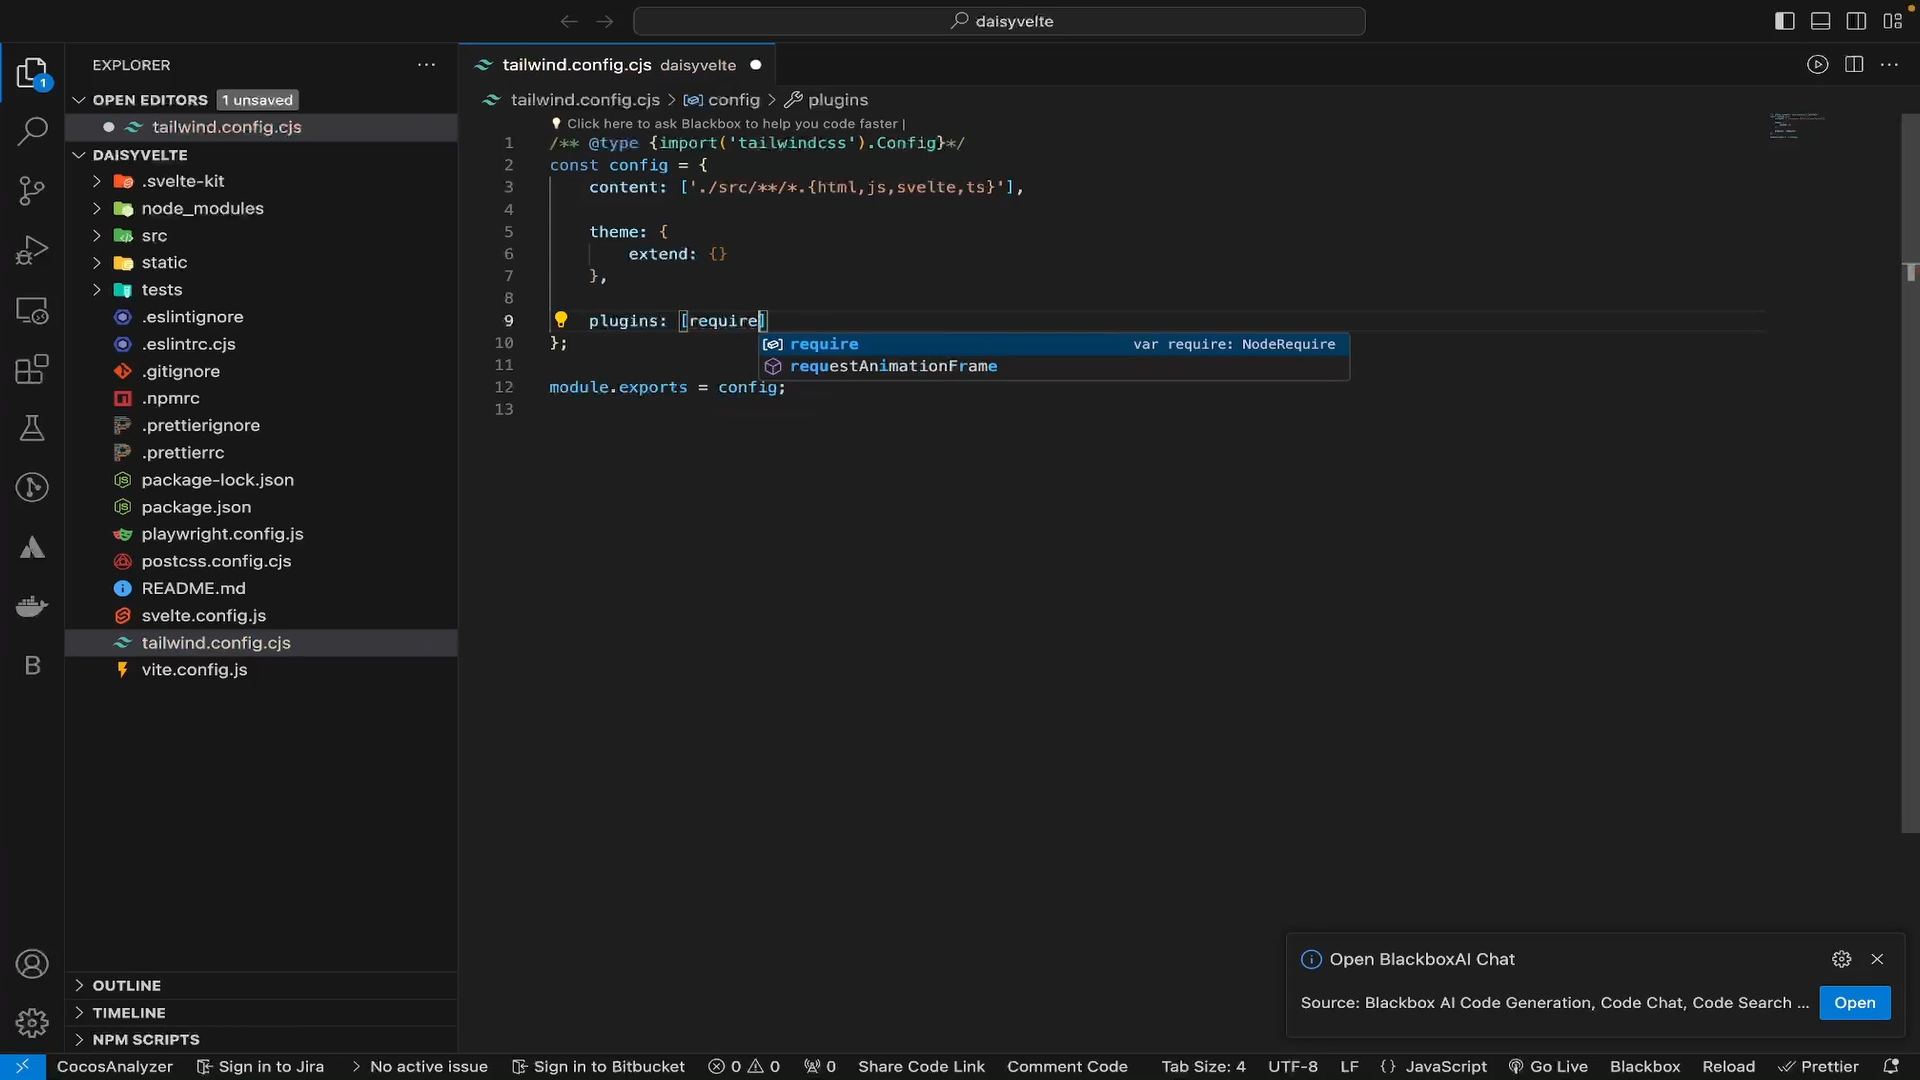 daisyvelte
EXPLORER
1
OPEN EDITORS 1 unsaved
tailwind.config.cjs
DAISYVELTE
.svelte-kit
node_modules
src
static
tests
.eslintignore
.eslintrc.cjs
.gitignore
.npmrc
.prettierignore
.prettierrc
package-lock.json
package.json
playwright.config.js
postcss.config.cjs
README.md
svelte.config.js
tailwind.config.cjs
vite.config.js
B
OUTLINE
TIMELINE
NPM SCRIPTS
tailwind.config.cjs daisyvelte
tailwind.config.cjs > config > plugins
Click here to ask Blackbox to help you code faster |
1 /** @type {import('tailwindcss').Config}*/
2 const config = {
3 content: ['./src/**/*.{html,js,svelte,ts}'],
4
5 theme: {
6 extend: {}
7 },
8
9 plugins: [require]
10 };
11
12 module.exports = config;
13
require var require: NodeRequire
requestAnimationFrame
Open BlackboxAI Chat
Source: Blackbox AI Code Generation, Code Chat, Code Search ... Open
CocosAnalyzer Sign in to Jira > No active issue Sign in to Bitbucket 0 0 0 Share Code Link Comment Code Tab Size: 4 UTF-8 LF {} JavaScript Go Live Blackbox Reload Prettier